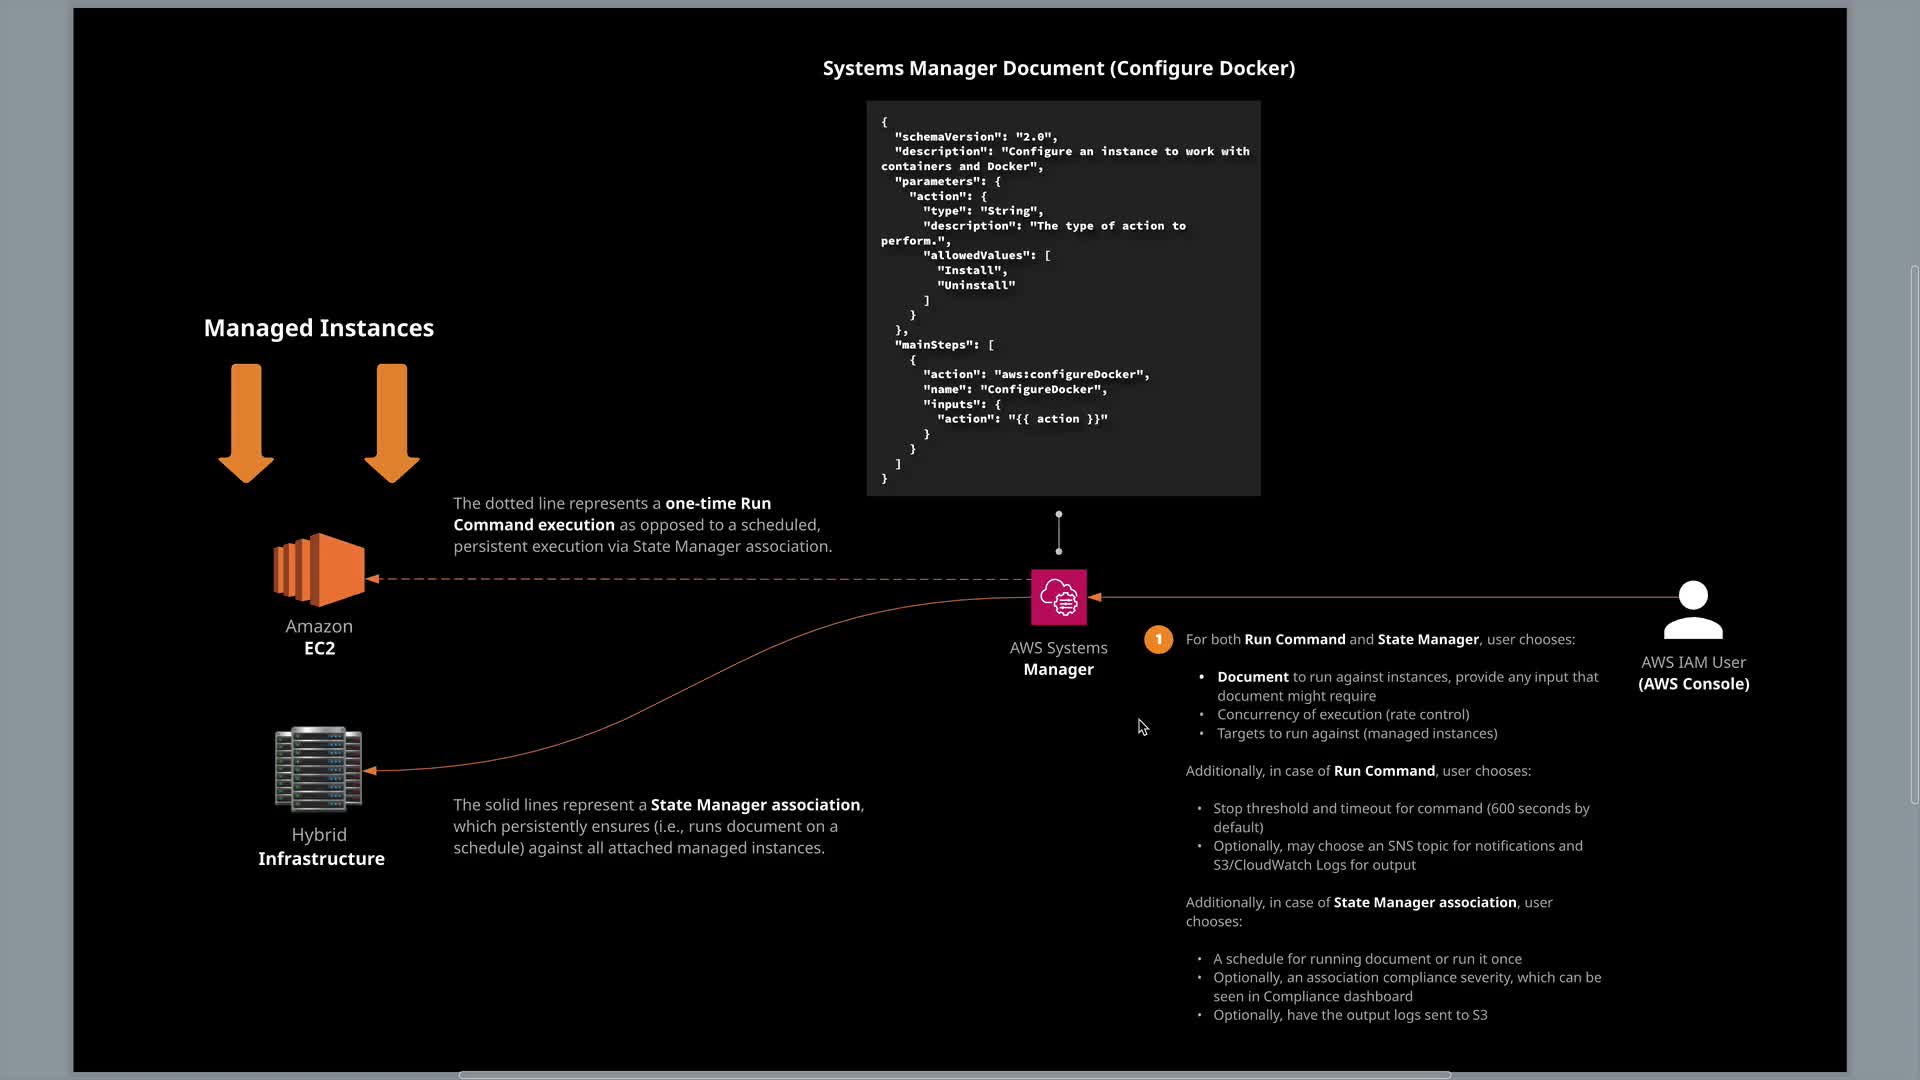 Systems Manager Document (Configure Docker)
{
"schemaVersion": "2.0",
"description": "Configure an instance to work with
containers and Docker",
"parameters": {
"action": {
"type": "String",
"description": "The type of action to
perform.",
"allowedValues": [
"Install",
"Uninstall"
]
}
},
"mainSteps": [
{
"action": "aws:configureDocker",
"name": "ConfigureDocker",
"inputs": {
"action": "{{ action }}"
}
}
]
}
Managed Instances
The dotted line represents a one-time Run
Command execution as opposed to a scheduled,
persistent execution via State Manager association.
Amazon
EC2
AWS Systems
Manager
AWS IAM User
(AWS Console)
1
For both Run Command and State Manager, user chooses:
• Document to run against instances, provide any input that
document might require
• Concurrency of execution (rate control)
• Targets to run against (managed instances)
Additionally, in case of Run Command, user chooses:
• Stop threshold and timeout for command (600 seconds by
default)
• Optionally, may choose an SNS topic for notifications and
S3/CloudWatch Logs for output
Additionally, in case of State Manager association, user
chooses:
• A schedule for running document or run it once
• Optionally, an association compliance severity, which can be
seen in Compliance dashboard
• Optionally, have the output logs sent to S3
Hybrid
Infrastructure
The solid lines represent a State Manager association,
which persistently ensures (i.e., runs document on a
schedule) against all attached managed instances.